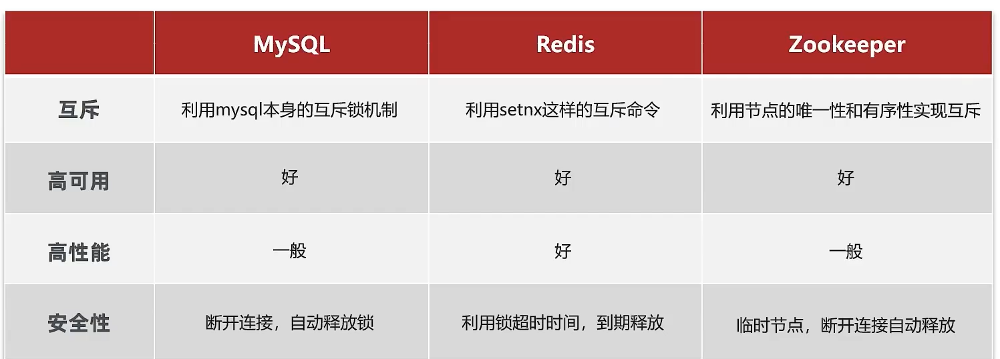 MySQL Redis Zookeeper
互斥 利用mysql本身的互斥锁机制 利用setnx这样的互斥命令 利用节点的唯一性和有序性实现互斥
高可用 好 好 好
高性能 一般 好 一般
安全性 断开连接，自动释放锁 利用锁超时时间，到期释放 临时节点，断开连接自动释放